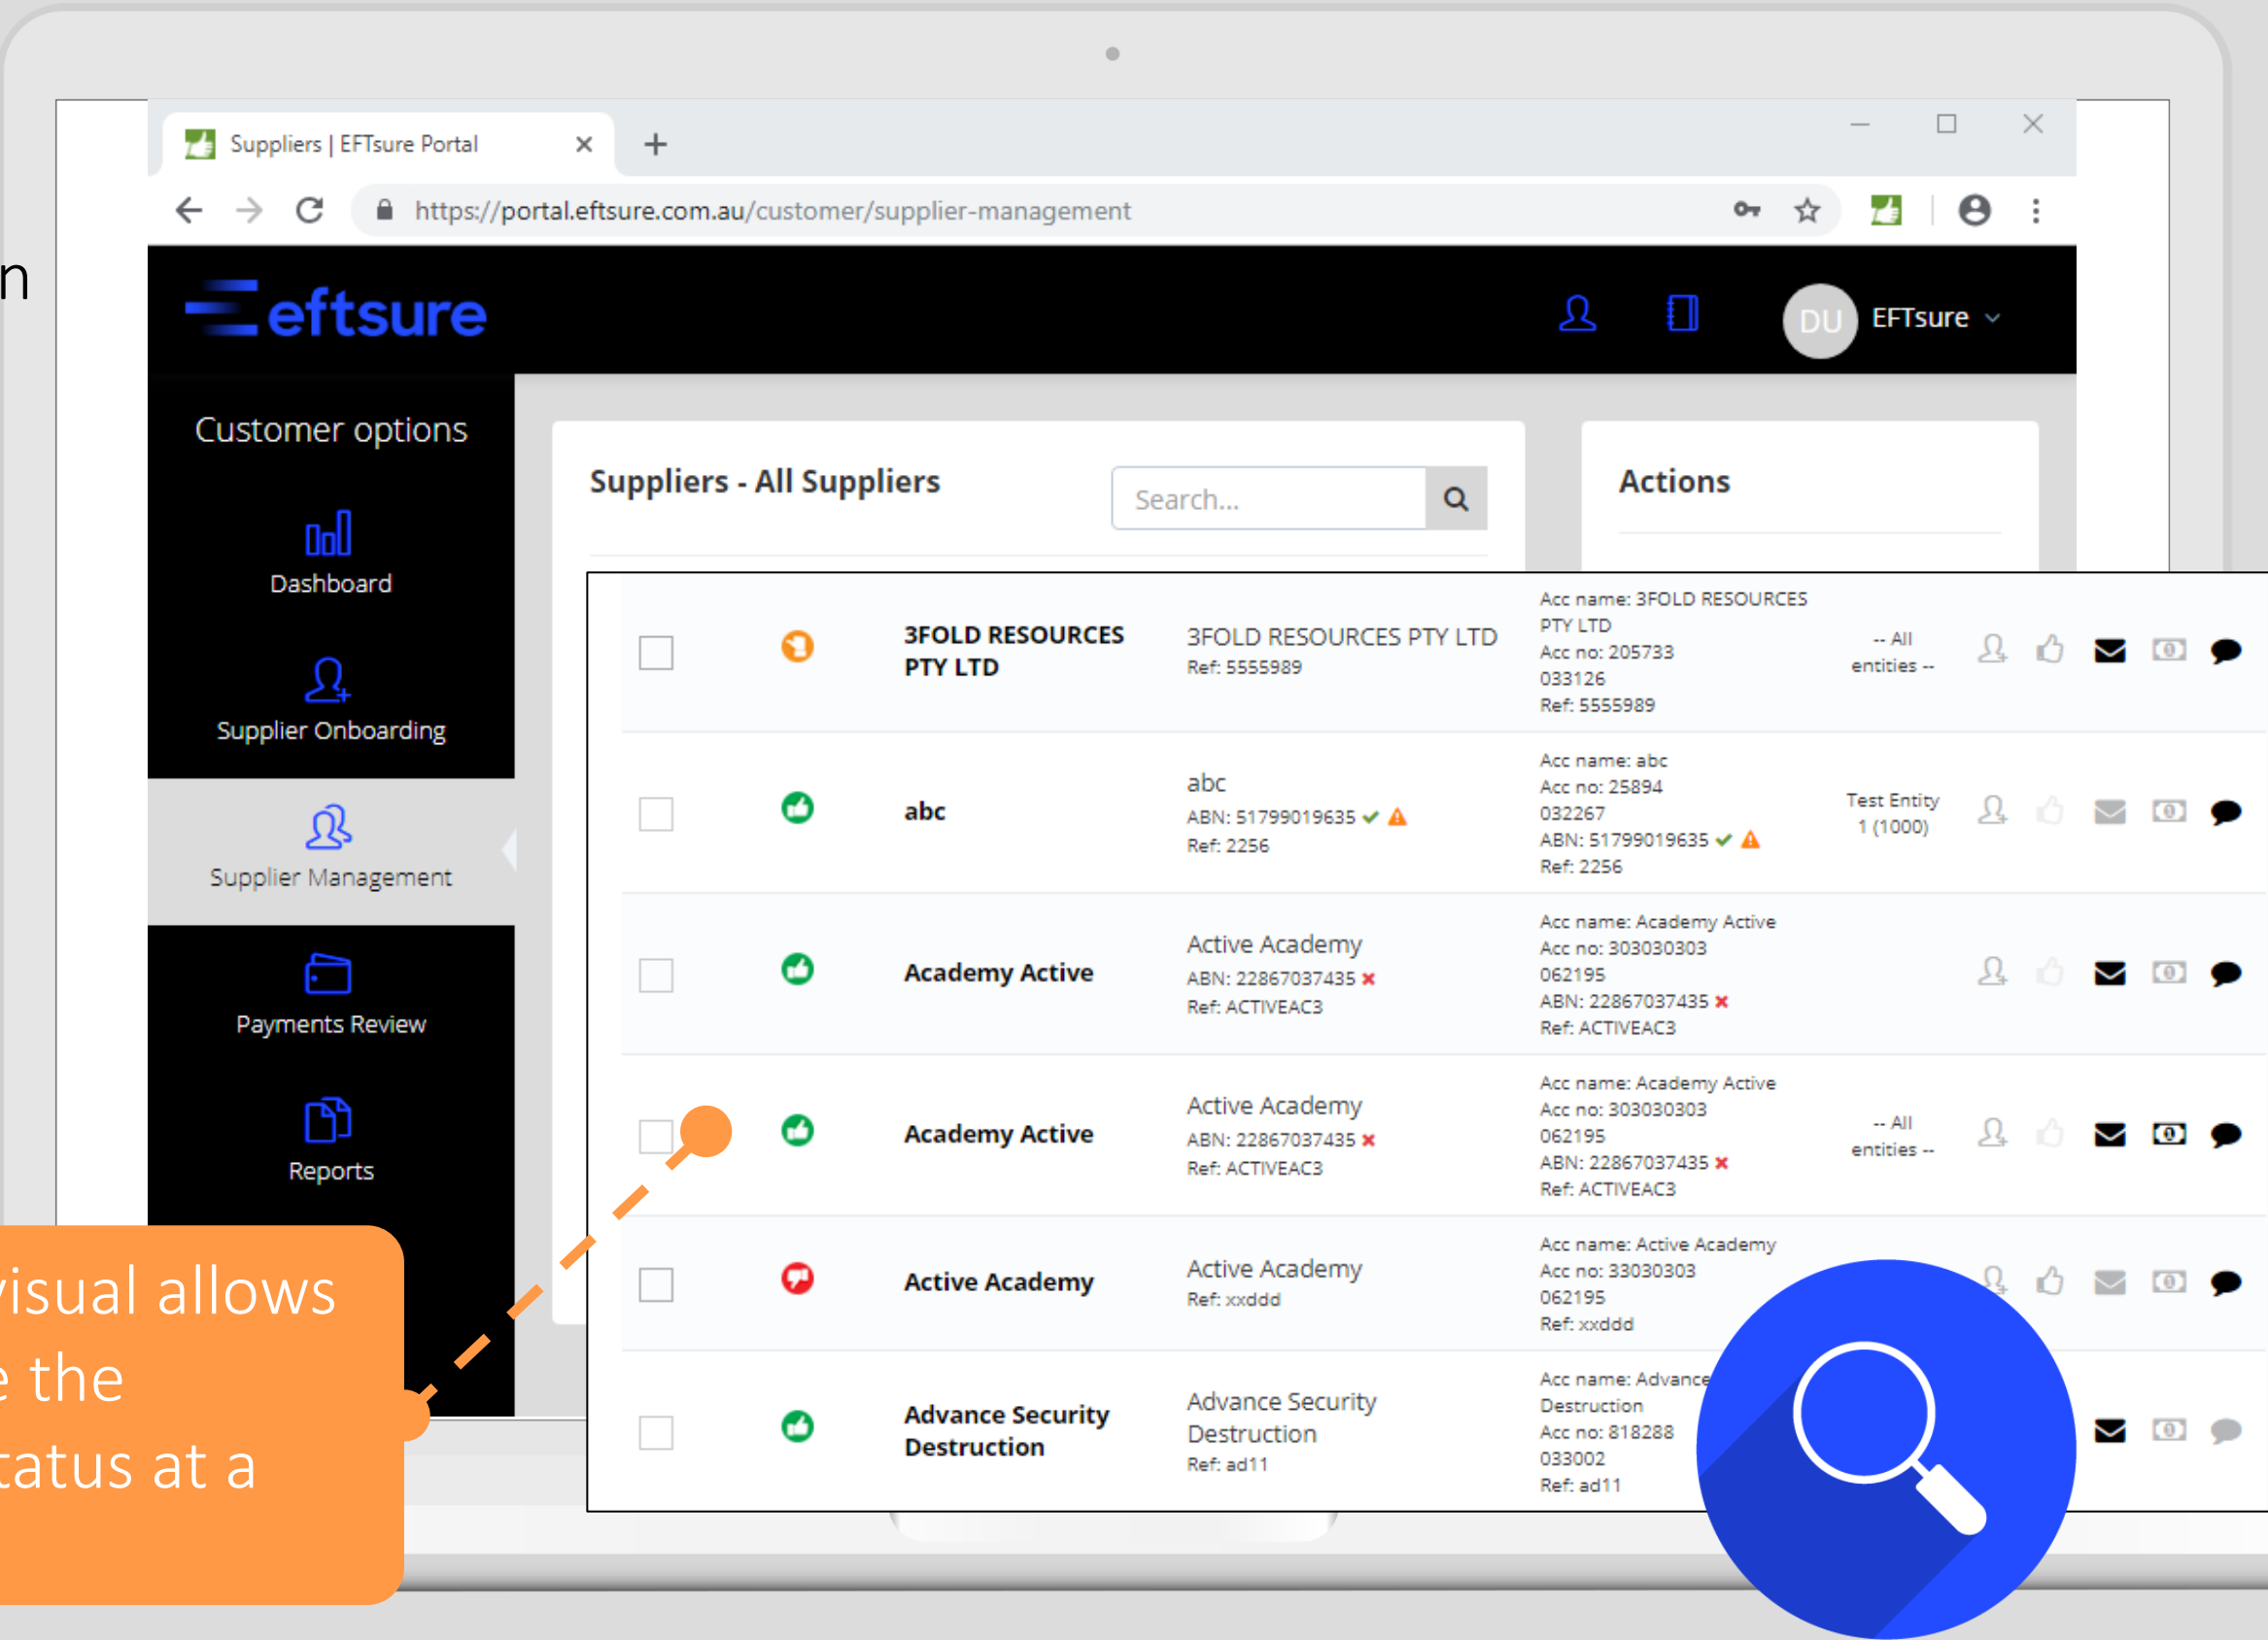 Suppliers | EFTsure Portal
https://portal.eftsure.com.au/customer/supplier-management
n
eftsure
DU EFTsure
Customer options
Dashboard
Supplier Onboarding
Supplier Management
Payments Review
Reports
Suppliers - All Suppliers
Search...
Actions
3FOLD RESOURCES
PTY LTD
3FOLD RESOURCES PTY LTD
Ref: 5555989
Acc name: 3FOLD RESOURCES
PTY LTD
Acc no: 205733
033126
Ref: 5555989
-- All
entities --
abc
abc
ABN: 51799019635
Ref: 2256
Acc name: abc
Acc no: 25894
032267
ABN: 51799019635
Ref: 2256
Test Entity
1 (1000)
Academy Active
Active Academy
ABN: 22867037435
Ref: ACTIVEAC3
Acc name: Academy Active
Acc no: 303030303
062195
ABN: 22867037435
Ref: ACTIVEAC3
Academy Active
Active Academy
ABN: 22867037435
Ref: ACTIVEAC3
Acc name: Academy Active
Acc no: 303030303
062195
ABN: 22867037435
Ref: ACTIVEAC3
-- All
entities --
Active Academy
Active Academy
Ref: xxddd
Acc name: Active Academy
Acc no: 33030303
062195
Ref: xxddd
Advance Security
Destruction
Advance Security
Destruction
Ref: ad11
Acc name: Advance
Destruction
Acc no: 818288
033002
Ref: ad11
visual allows
e the
tatus at a